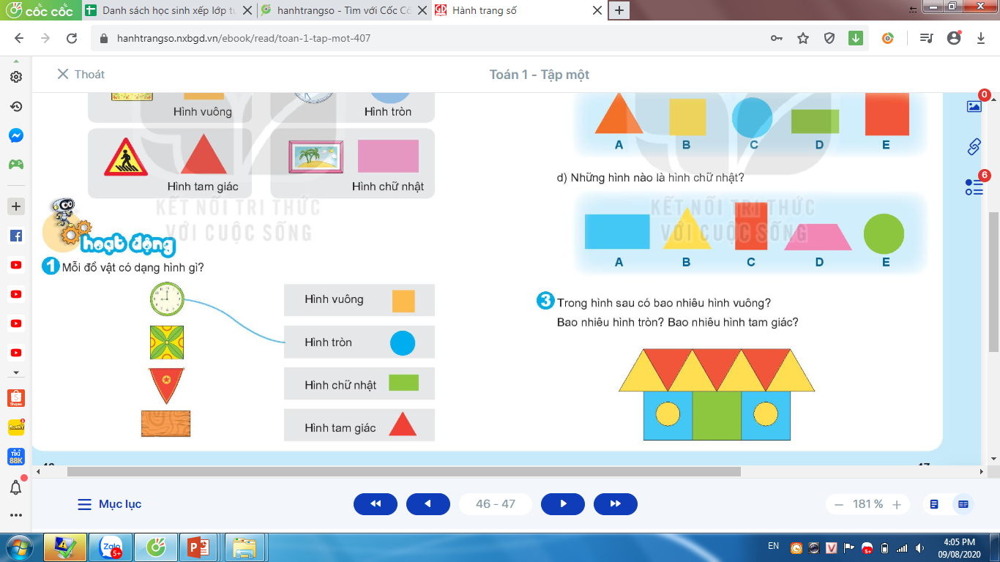 cốc cốc
Danh sách học sinh xếp lớp tu
hanhtrangso - Tìm với Cốc Cố
Hành trang số
hanhtrangso.nxbgd.vn/ebook/read/toan-1-tap-mot-407
Thoát
Toán 1 - Tập một
0
6
Hình vuông
Hình tròn
Hình tam giác
Hình chữ nhật
KẾT NỐI TRI THỨC
VỚI CUỘC SỐNG
hoạt động
1 Mỗi đồ vật có dạng hình gì?
Hình vuông
Hình tròn
Hình chữ nhật
Hình tam giác
A B C D E
d) Những hình nào là hình chữ nhật?
KẾT NỐI TRI THỨC
VỚI CUỘC SỐNG
A B C D E
3 Trong hình sau có bao nhiêu hình vuông?
Bao nhiêu hình tròn? Bao nhiêu hình tam giác?
Mục lục
46 - 47
181 %
TIKI
88K
Zalo
5+
EN
4:05 PM
09/08/2020